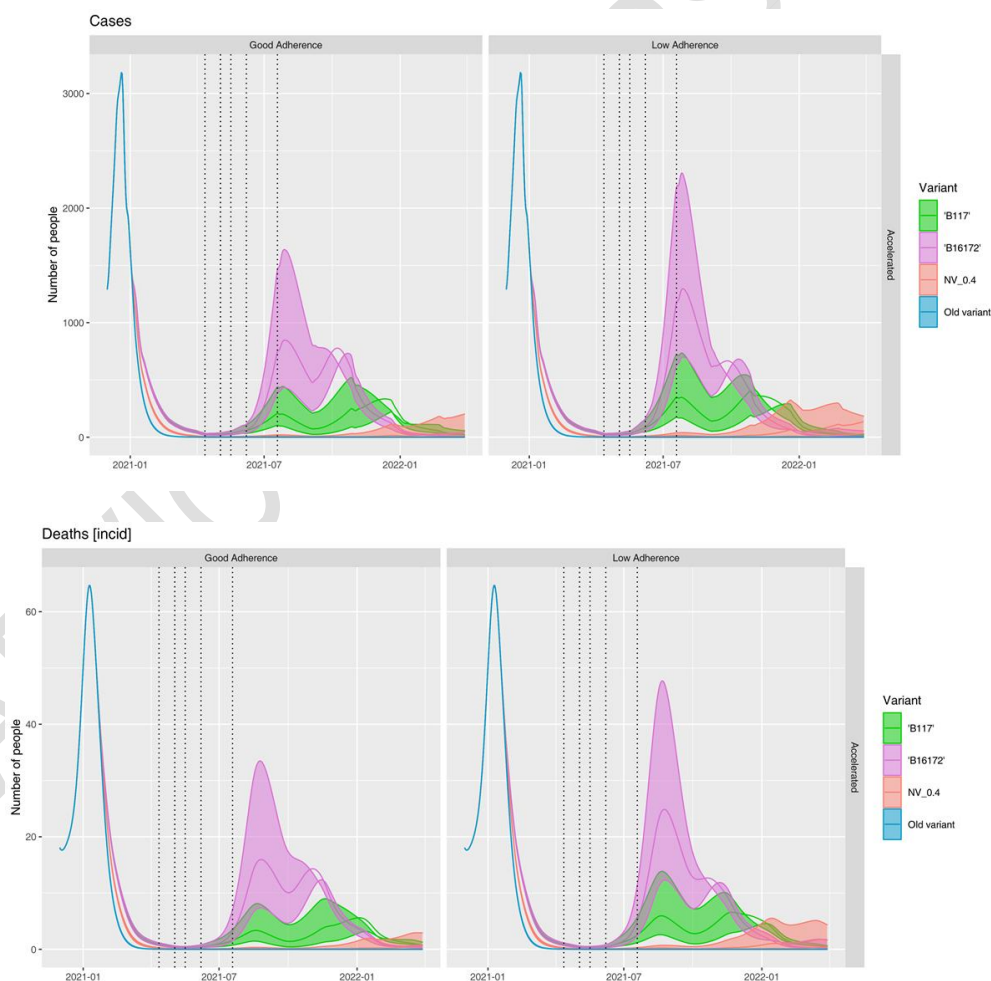 Cases
Good Adherence
Low Adherence
Number of people
3000
2000
1000
0
2021-01
2021-07
2022-01
2021-01
2021-07
2022-01
Accelerated
Variant
'B117'
'B16172'
NV_0.4
Old variant
Deaths [incid]
Good Adherence
Low Adherence
Number of people
60
40
20
0
2021-01
2021-07
2022-01
2021-01
2021-07
2022-01
Accelerated
Variant
'B117'
'B16172'
NV_0.4
Old variant